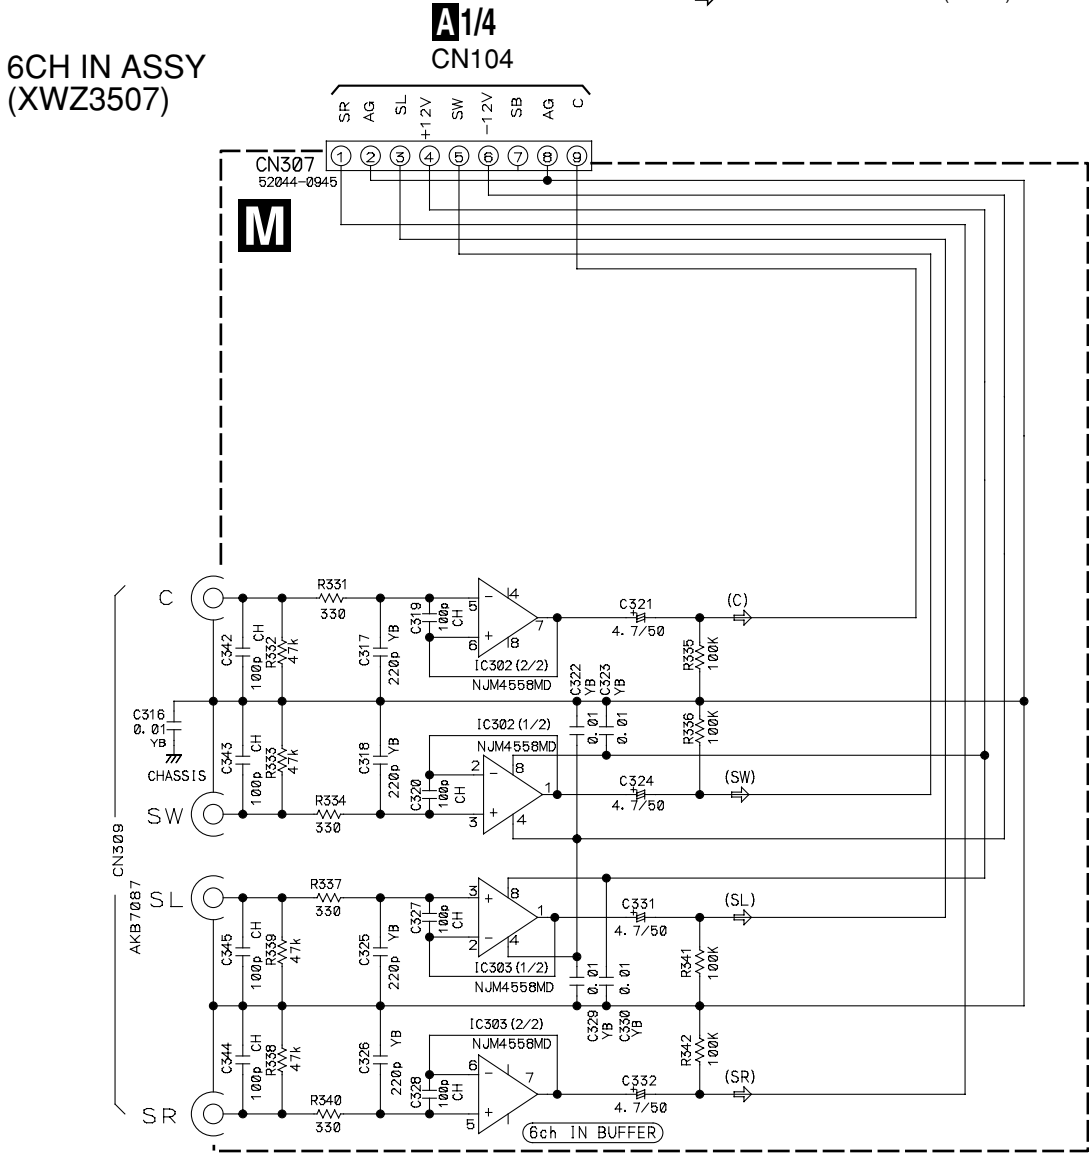 A 1/4
CN104
6CH IN ASSY
(XWZ3507)
SR
AG
SL
+12V
SW
-12V
SB
AG
C
CN307
52044-0945
1 2 3 4 5 6 7 8 9
M
C
R331
330
C342
100p CH
R332
47k
C317
220p YB
C319
100p
CH
5
6
7
4
8
-
+
IC302(2/2)
NJM4558MD
C321
+
4.7/50
(C)
R335
100K
C322
YB
0.01
C323
YB
0.01
C316
0.01
YB
CHASSIS
C343
100p CH
R333
47k
C318
220p YB
IC302(1/2)
NJM4558MD
C320
100p
CH
2
3
8
4
1
-
+
R336
100K
C324
+
4.7/50
(SW)
SW
R334
330
CN309
AKB7087
SL
R337
330
C345
100p CH
R339
47k
C325
220p YB
C327
100p
CH
3
2
8
4
1
+
-
IC303(1/2)
NJM4558MD
C331
+
4.7/50
(SL)
R341
100K
0.01
0.01
C329
YB
C330
YB
C344
100p CH
R338
47k
C326
220p YB
IC303(2/2)
NJM4558MD
C328
100p
CH
6
5
7
-
+
R342
100K
C332
+
4.7/50
(SR)
SR
R340
330
6ch IN BUFFER